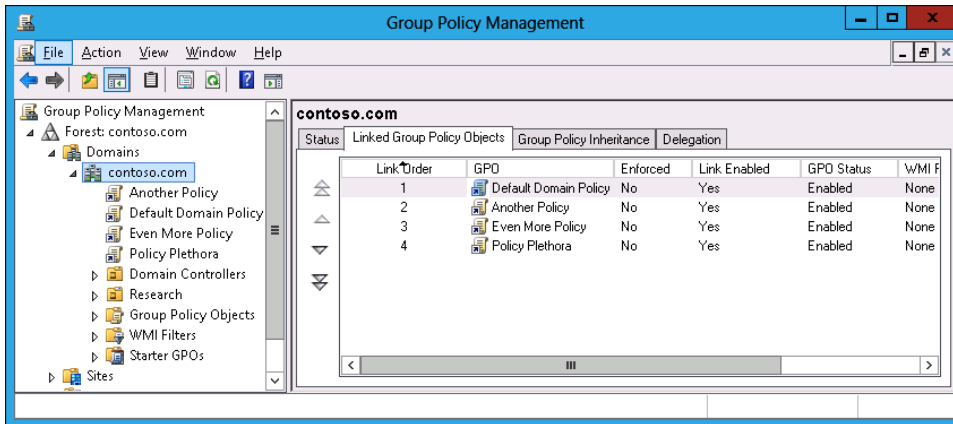 Group Policy Management
File Action View Window Help
Group Policy Management
Forest: contoso.com
Domains
contoso.com
Another Policy
Default Domain Policy
Even More Policy
Policy Plethora
Domain Controllers
Research
Group Policy Objects
WMI Filters
Starter GPOs
Sites
contoso.com
Status Linked Group Policy Objects Group Policy Inheritance Delegation
Link Order GPO Enforced Link Enabled GPO Status WMI F
1 Default Domain Policy No Yes Enabled None
2 Another Policy No Yes Enabled None
3 Even More Policy No Yes Enabled None
4 Policy Plethora No Yes Enabled None